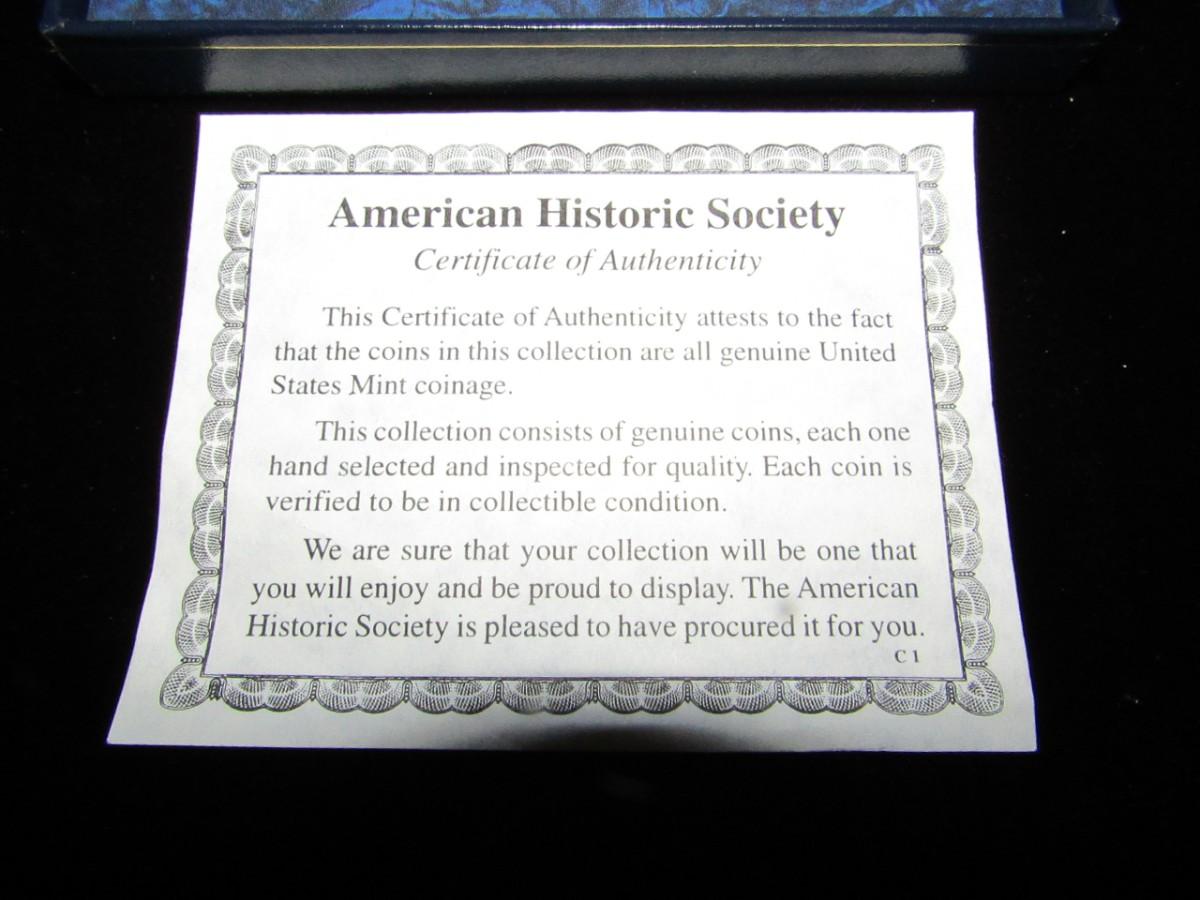 American Historic Society
Certificate of Authenticity
This Certificate of Authenticity attests to the fact
that the coins in this collection are all genuine United
States Mint coinage.
This collection consists of genuine coins, each one
hand selected and inspected for quality. Each coin is
verified to be in collectible condition.
We are sure that your collection will be one that
you will enjoy and be proud to display. The American
Historic Society is pleased to have procured it for you.
C 1